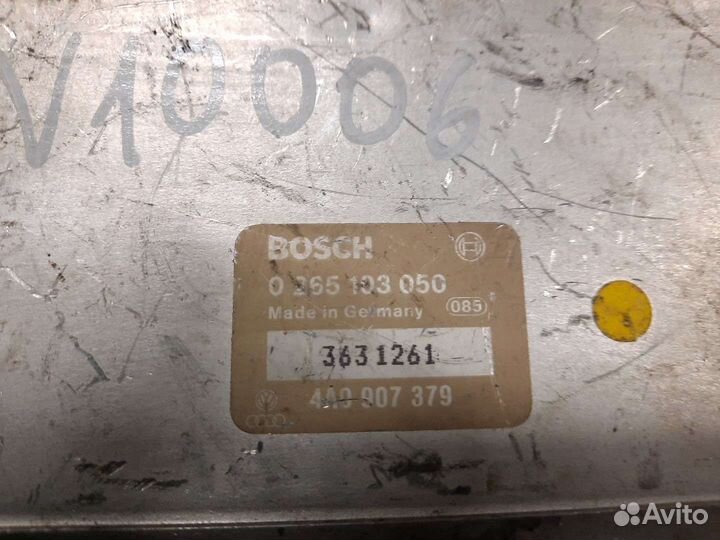 V10006
BOSCH
0 265 103 050
Made in Germany
085
3631261
4A0 907 379
Avito